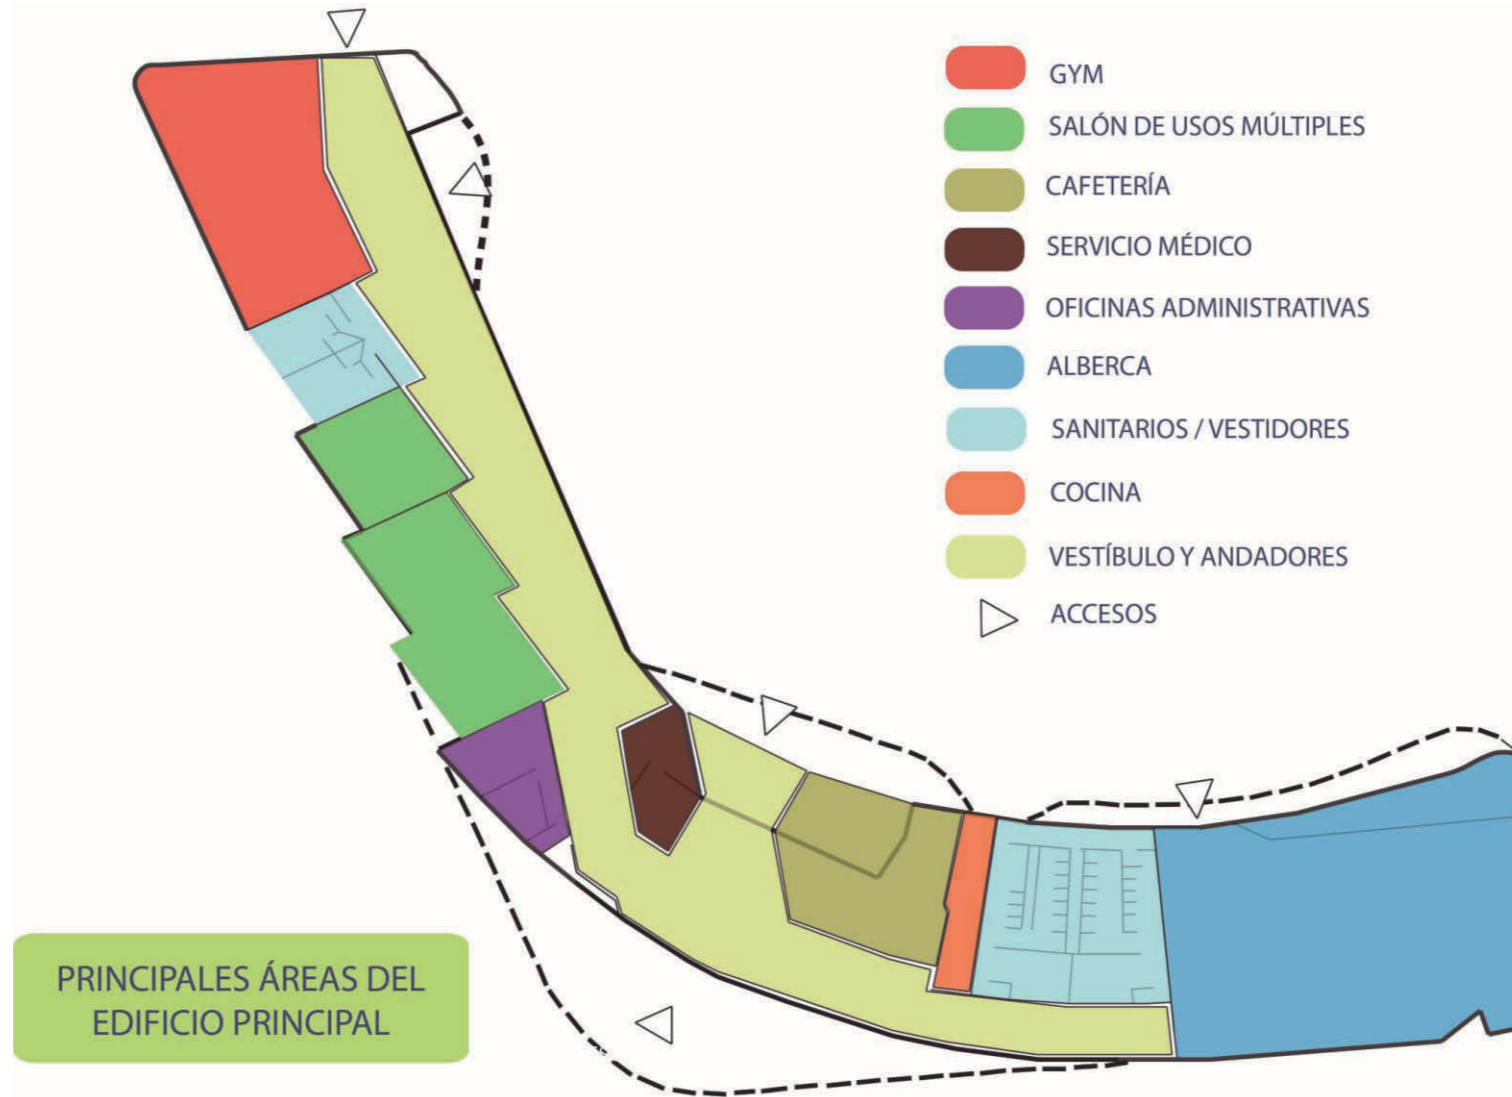 GYM
SALÓN DE USOS MÚLTIPLES
CAFETERÍA
SERVICIO MÉDICO
OFICINAS ADMINISTRATIVAS
ALBERCA
SANITARIOS / VESTIDORES
COCINA
VESTÍBULO Y ANDADORES
ACCESOS
PRINCIPALES ÁREAS DEL
EDIFICIO PRINCIPAL